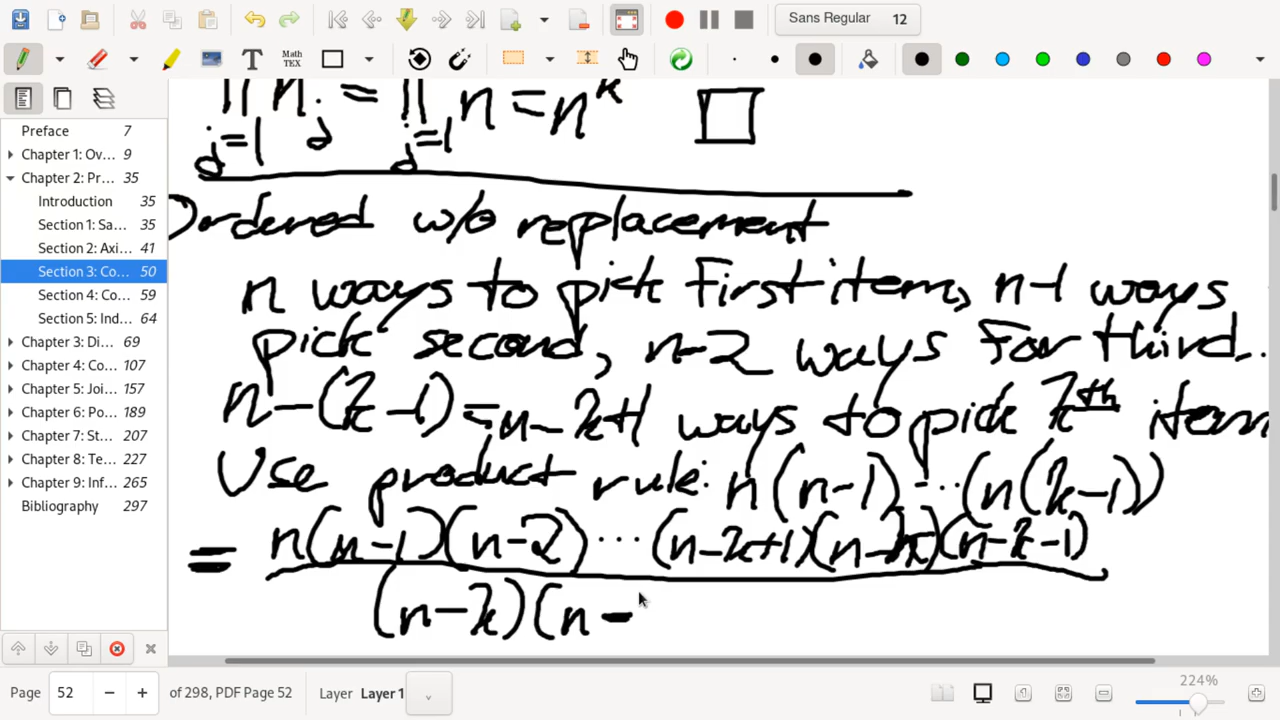 Sans Regular 12
Math TEX
Preface 7
Chapter 1: Ov... 9
Chapter 2: Pr... 35
Introduction 35
Section 1: Sa... 35
Section 2: Axi... 41
Section 3: Co... 50
Section 4: Co... 59
Section 5: Ind... 64
Chapter 3: Di... 69
Chapter 4: Co... 107
Chapter 5: Joi... 157
Chapter 6: Po... 189
Chapter 7: St... 207
Chapter 8: Te... 227
Chapter 9: Inf... 265
Bibliography 297
∏ n_j = ∏ n = n^k □
j=1 j=1
Ordered w/o replacement
n ways to pick first item, n-1 ways
pick second, n-2 ways for third...
n-(k-1)=n-k+1 ways to pick kth item
Use product rule: n(n-1)...(n(k-1))
= n(n-1)(n-2)...(n-k+1)(n-k)(n-k-1)
(n-k)(n-
Page 52 of 298, PDF Page 52 Layer Layer 1 224%